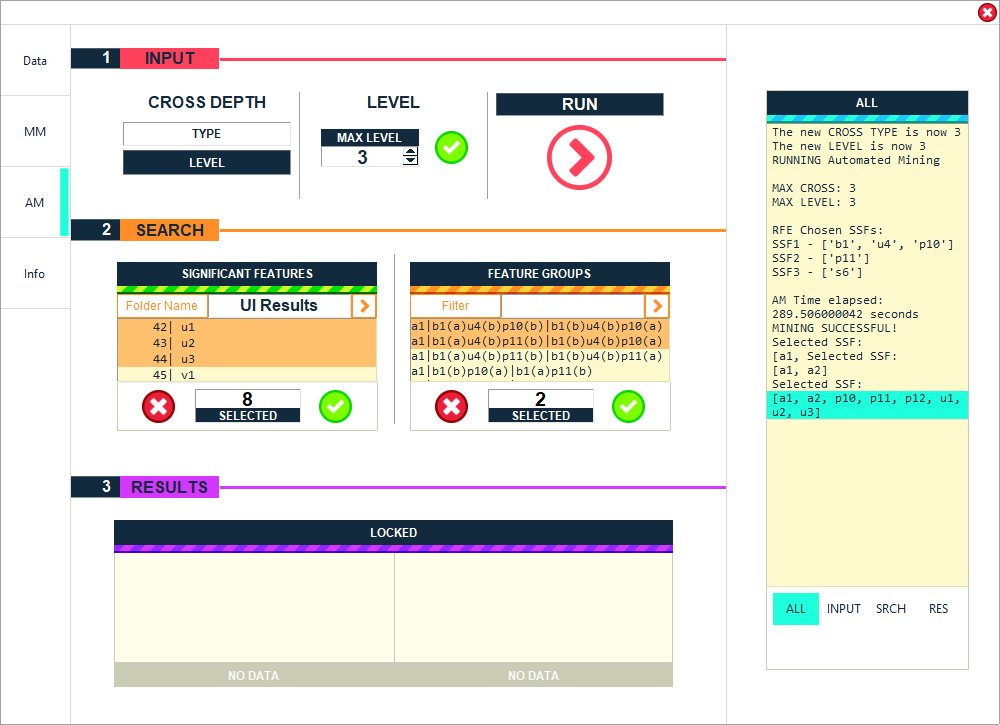 Data
MM
AM
Info
1 INPUT
CROSS DEPTH
TYPE
LEVEL
LEVEL
MAX LEVEL
3
RUN
2 SEARCH
SIGNIFICANT FEATURES
Folder Name UI Results
42| u1
43| u2
44| u3
45| v1
8
SELECTED
FEATURE GROUPS
Filter
a1|b1(a)u4(b)p10(b)|b1(b)u4(b)p10(a)
a1|b1(a)u4(b)p11(b)|b1(b)u4(b)p10(a)
a1|b1(a)u4(b)p11(b)|b1(b)u4(b)p11(a)
a1|b1(b)p10(a)|b1(a)p11(b)
2
SELECTED
3 RESULTS
LOCKED
NO DATA NO DATA
ALL
The new CROSS TYPE is now 3
The new LEVEL is now 3
RUNNING Automated Mining
MAX CROSS: 3
MAX LEVEL: 3
RFE Chosen SSFs:
SSF1 - ['b1', 'u4', 'p10']
SSF2 - ['p11']
SSF3 - ['s6']
AM Time elapsed:
289.506000042 seconds
MINING SUCCESSFUL!
Selected SSF:
[a1, Selected SSF:
[a1, a2]
Selected SSF:
[a1, a2, p10, p11, p12, u1,
u2, u3]
ALL INPUT SRCH RES